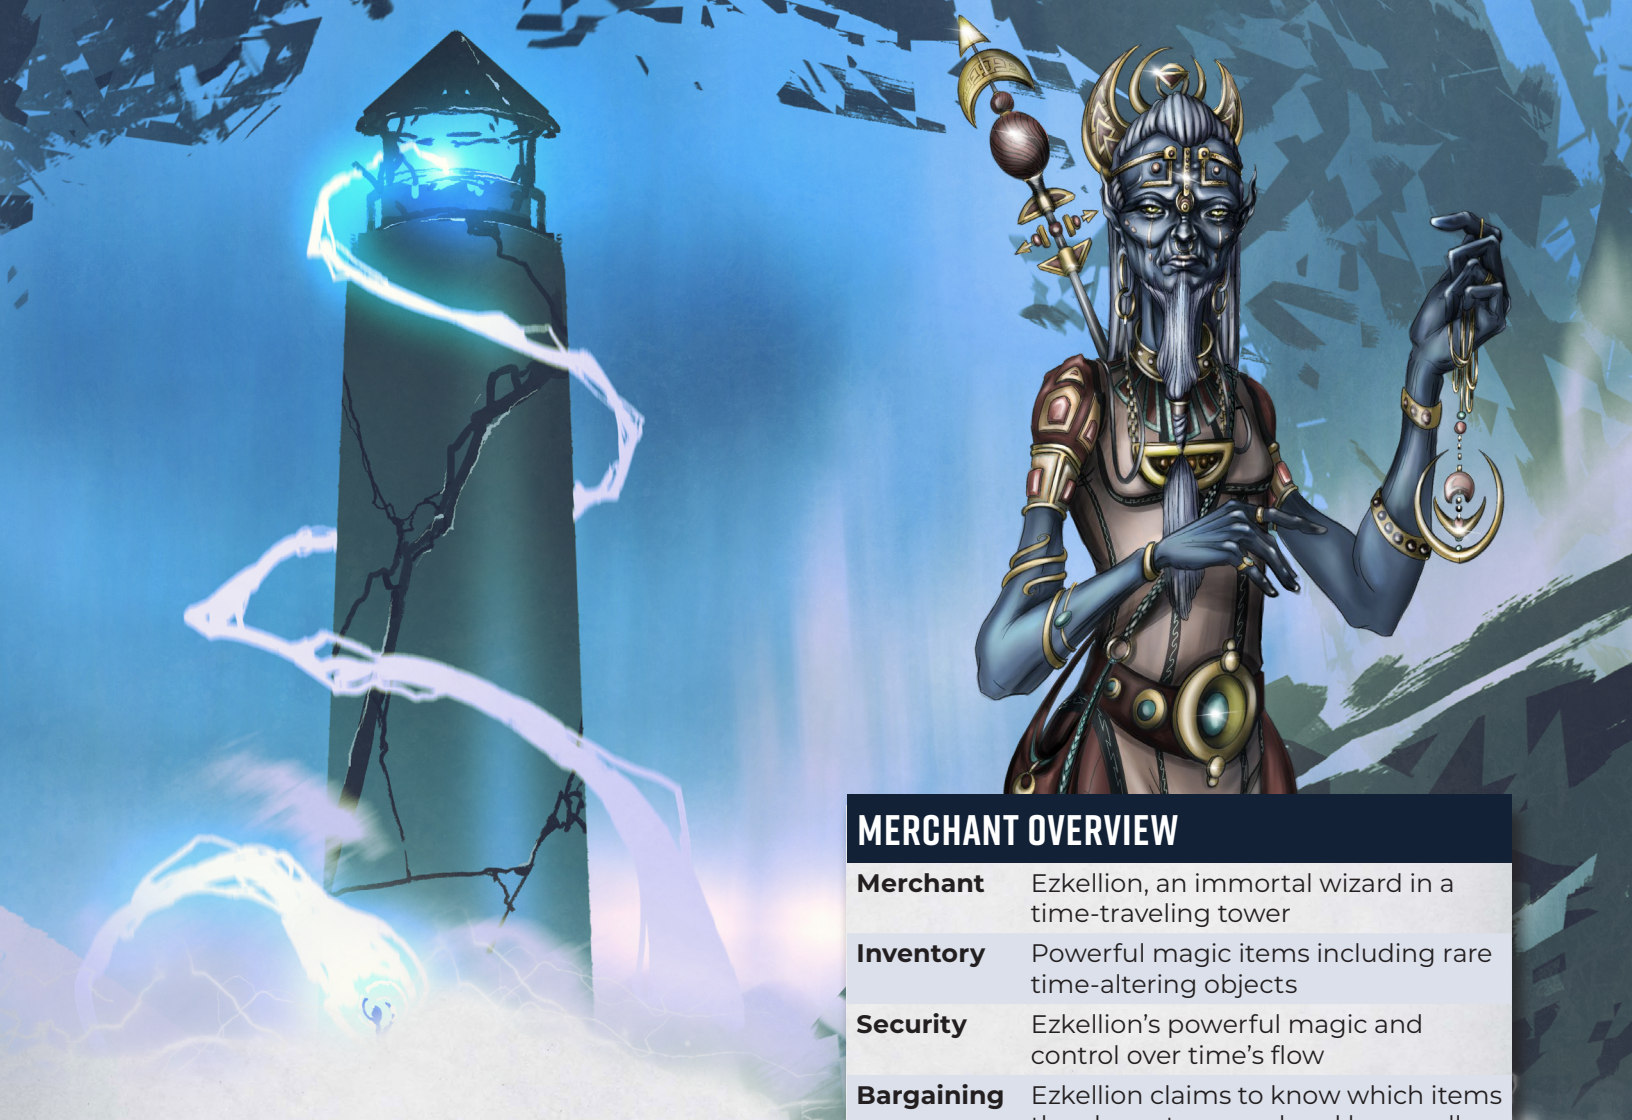 MERCHANT OVERVIEW
Merchant Ezkellion, an immortal wizard in a
time-traveling tower
Inventory Powerful magic items including rare
time-altering objects
Security Ezkellion's powerful magic and
control over time's flow
Bargaining Ezkellion claims to know which items